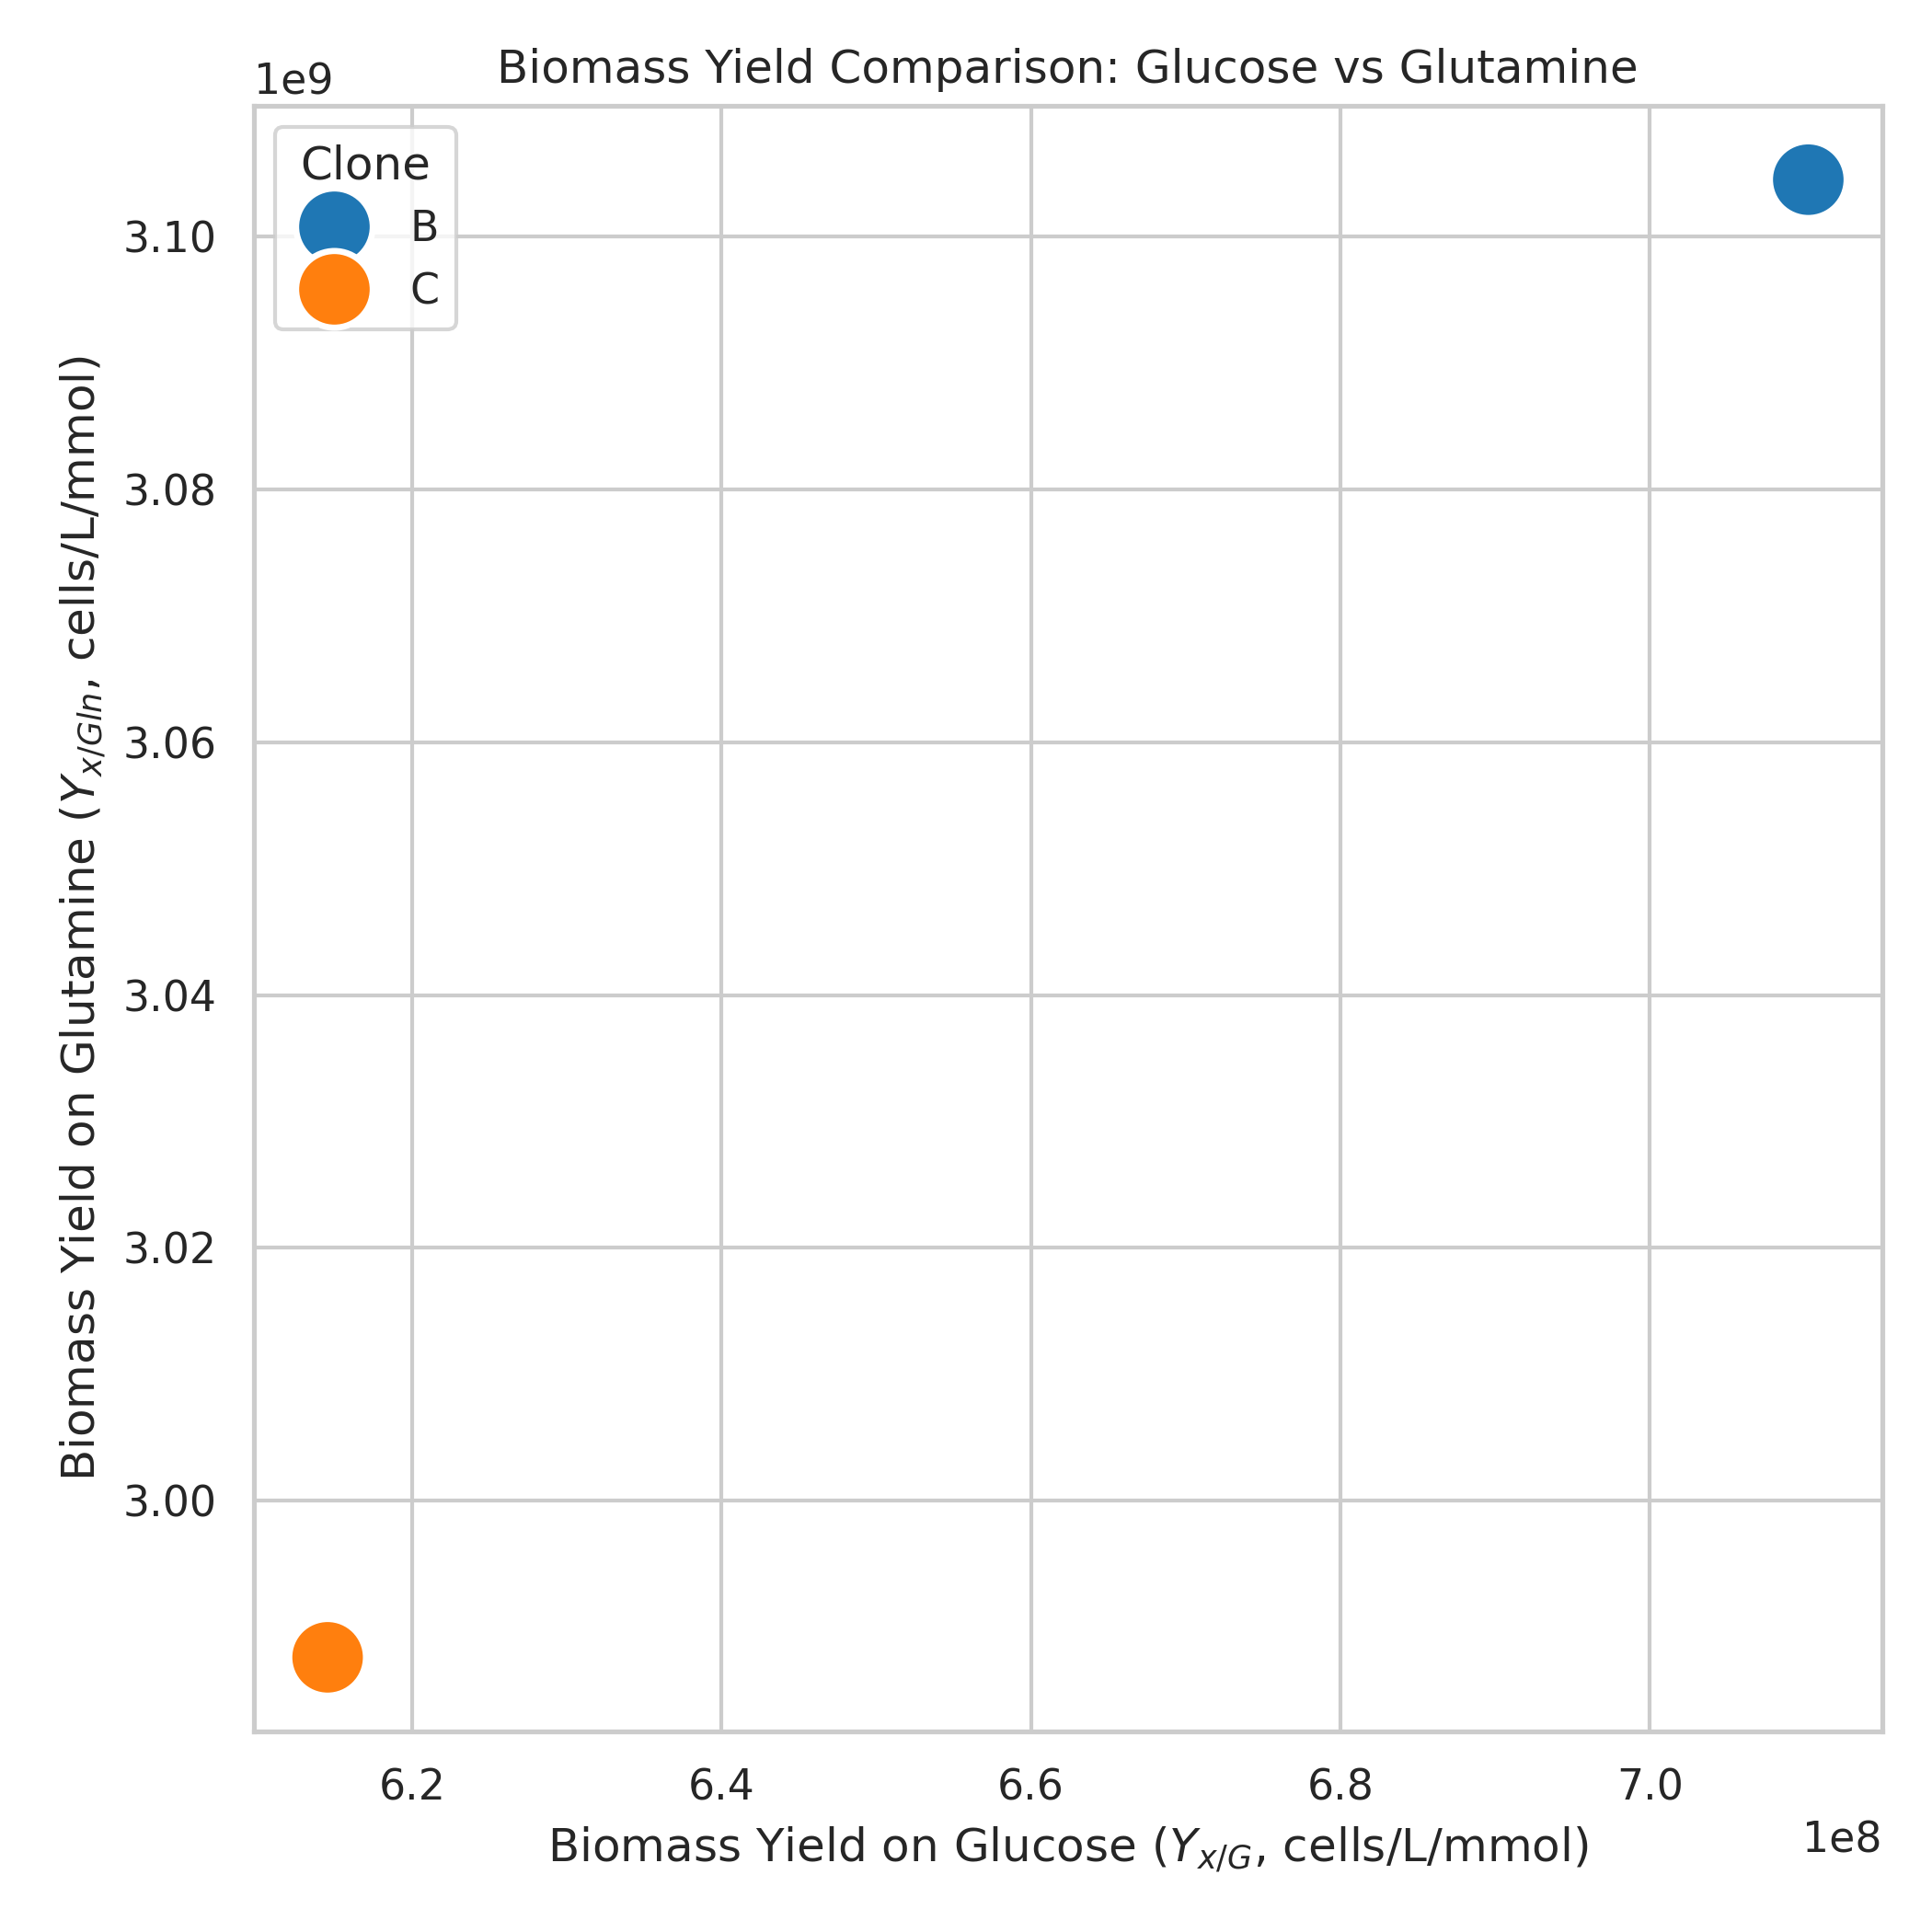 Biomass Yield Comparison: Glucose vs Glutamine
1e9
Clone
B
C
3.10
3.08
3.06
3.04
3.02
3.00
Biomass Yield on Glutamine (Yx/Gln, cells/L/mmol)
6.2 6.4 6.6 6.8 7.0
1e8
Biomass Yield on Glucose (Yx/G, cells/L/mmol)